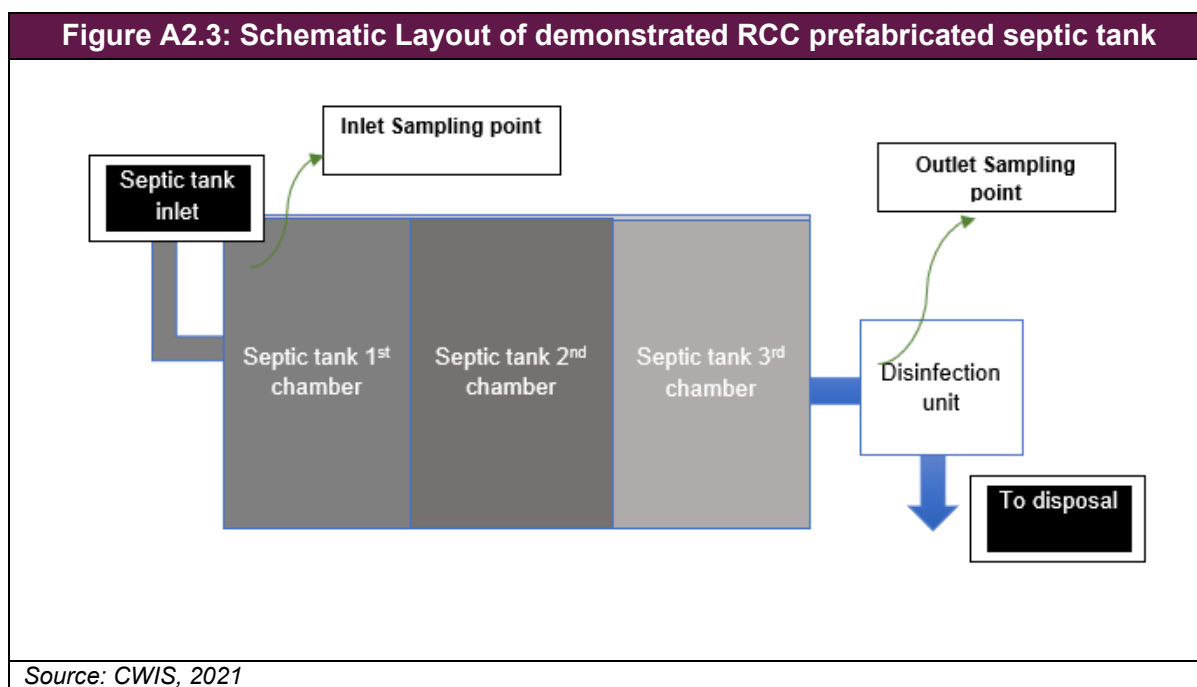 Figure A2.3: Schematic Layout of demonstrated RCC prefabricated septic tank
Inlet Sampling point
Septic tank
inlet
Outlet Sampling
point
Septic tank 1st
chamber
Septic tank 2nd
chamber
Septic tank 3rd
chamber
Disinfection
unit
To disposal
Source: CWIS, 2021